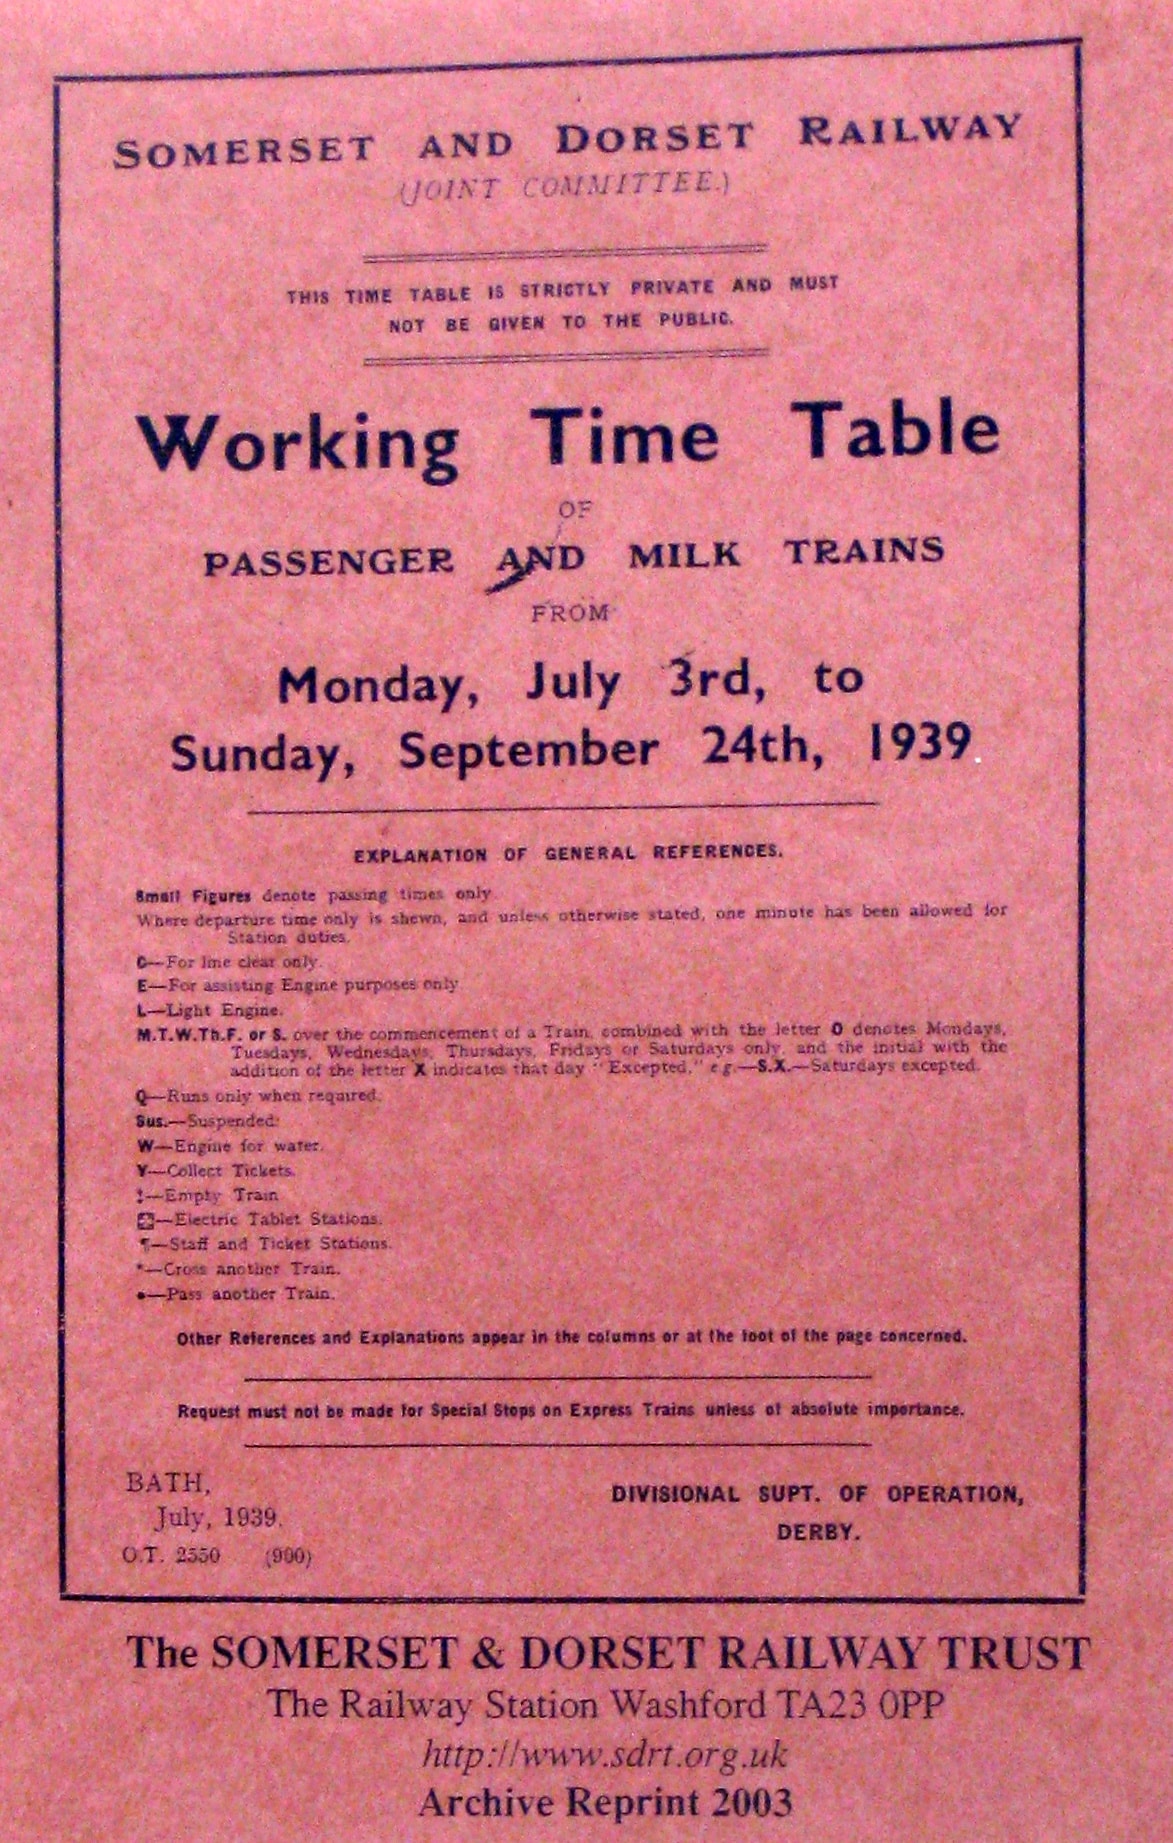 SOMERSET AND DORSET RAILWAY
(JOINT COMMITTEE.)
THIS TIME TABLE IS STRICTLY PRIVATE AND MUST
NOT BE GIVEN TO THE PUBLIC.
Working Time Table
OF
PASSENGER AND MILK TRAINS
FROM
Monday, July 3rd, to
Sunday, September 24th, 1939.
EXPLANATION OF GENERAL REFERENCES.
Small Figures denote passing times only.
Where departure time only is shewn, and unless otherwise stated, one minute has been allowed for
Station duties.
C—For line clear only.
E—For assisting Engine purposes only.
L—Light Engine.
M.T.W.Th.F. or S. over the commencement of a Train, combined with the letter O denotes Mondays,
Tuesdays, Wednesdays, Thursdays, Fridays or Saturdays only, and the initial with the
addition of the letter X indicates that day "Excepted," e.g.—S.X.—Saturdays excepted.
Q—Runs only when required.
Sus.—Suspended.
W—Engine for water.
Y—Collect Tickets.
‡—Empty Train
—Electric Tablet Stations.
¶—Staff and Ticket Stations.
*—Cross another Train.
●—Pass another Train.
Other References and Explanations appear in the columns or at the foot of the page concerned.
Request must not be made for Special Stops on Express Trains unless of absolute importance.
BATH,
July, 1939.
O.T. 2550 (900)
DIVISIONAL SUPT. OF OPERATION,
DERBY.
The SOMERSET & DORSET RAILWAY TRUST
The Railway Station Washford TA23 0PP
http://www.sdrt.org.uk
Archive Reprint 2003